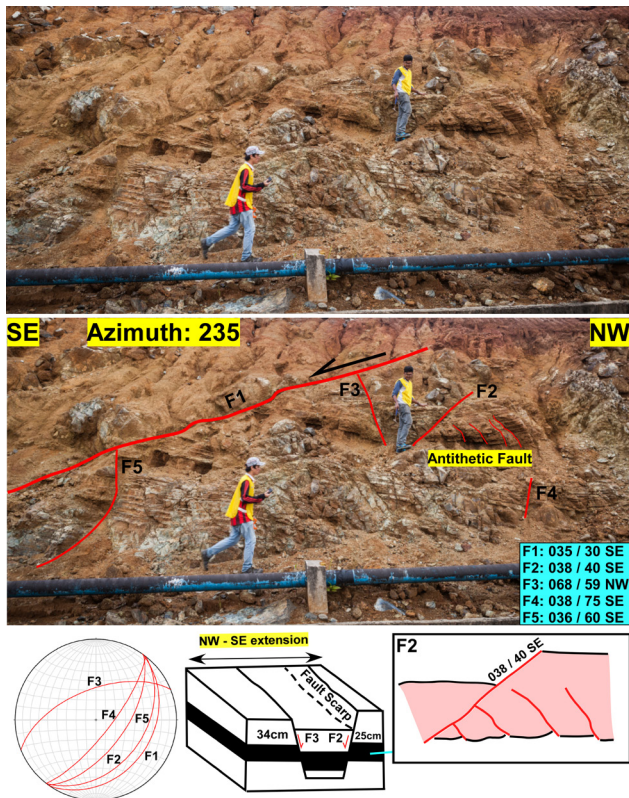 SE Azimuth: 235 NW
F1
F3
F2
F5
Antithetic Fault
F4
F1: 035 / 30 SE
F2: 038 / 40 SE
F3: 068 / 59 NW
F4: 038 / 75 SE
F5: 036 / 60 SE
F3
F4
F5
F2
F1
NW - SE extension
Fault Scarp
34cm
F3
F2
25cm
F2
038 / 40 SE